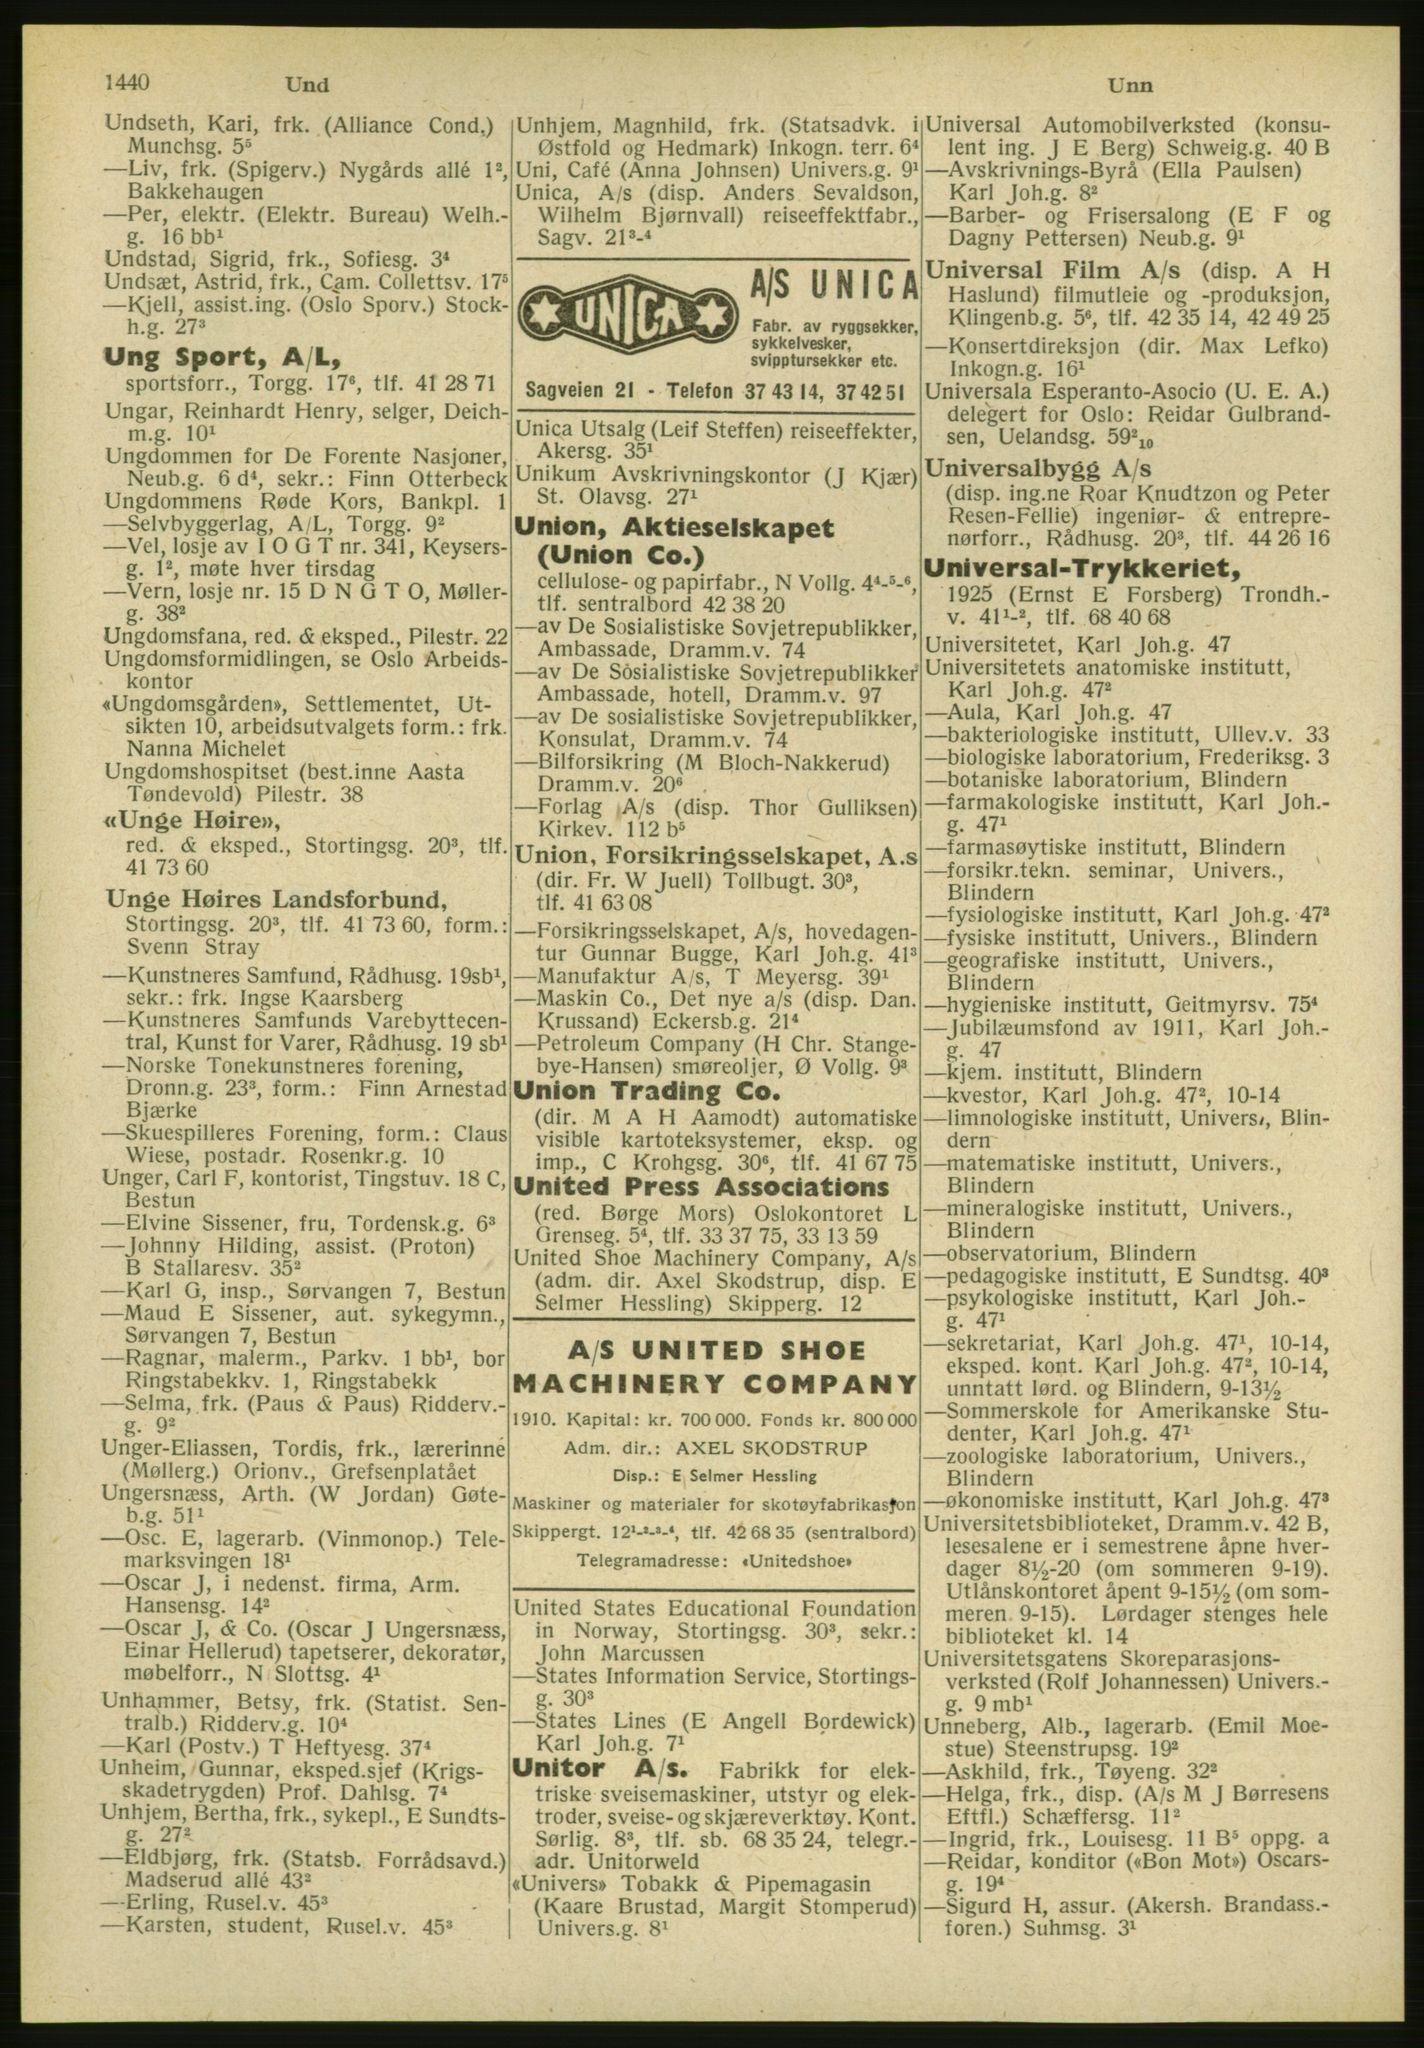 1440 Und Unn
Undseth, Kari, frk. (Alliance Cond.)
Munchsg. 5⁵
—Liv, frk. (Spigerv.) Nygårds allé 1²,
Bakkehaugen
—Per, elektr. (Elektr. Bureau) Welh.-
g. 16 bb¹
Undstad, Sigrid, frk., Sofiesg. 3⁴
Undsæt, Astrid, frk., Cam. Collettsv. 17⁵
—Kjell, assist.ing. (Oslo Sporv.) Stock-
h.g. 27³
Ung Sport, A/L,
sportsforr., Torgg. 17⁶, tlf. 41 28 71
Ungar, Reinhardt Henry, selger, Deich-
m.g. 10¹
Ungdommen for De Forente Nasjoner,
Neub.g. 6 d⁴, sekr.: Finn Otterbeck
Ungdommens Røde Kors, Bankpl. 1
—Selvbyggerlag, A/L, Torgg. 9²
—Vel, losje av I O G T nr. 341, Keysers-
g. 1², møte hver tirsdag
—Vern, losje nr. 15 D N G T O, Møller-
g. 38²
Ungdomsfana, red. & eksped., Pilestr. 22
Ungdomsformidlingen, se Oslo Arbeids-
kontor
«Ungdomsgården», Settlementet, Ut-
sikten 10, arbeidsutvalgets form.: frk.
Nanna Michelet
Ungdomshospitset (best.inne Aasta
Tøndevold) Pilestr. 38
«Unge Høire»,
red. & eksped., Stortingsg. 20³, tlf.
41 73 60
Unge Høires Landsforbund,
Stortingsg. 20³, tlf. 41 73 60, form.:
Svenn Stray
—Kunstneres Samfund, Rådhusg. 19sb¹,
sekr.: frk. Ingse Kaarsberg
—Kunstneres Samfunds Varebyttecen-
tral, Kunst for Varer, Rådhusg. 19 sb¹
—Norske Tonekunstneres forening,
Dronn.g. 23³, form.: Finn Arnestad
Bjærke
—Skuespilleres Forening, form.: Claus
Wiese, postadr. Rosenkr.g. 10
Unger, Carl F, kontorist, Tingstuv. 18 C,
Bestun
—Elvine Sissener, fru, Tordensk.g. 6³
—Johnny Hilding, assist. (Proton)
B Stallaresv. 35²
—Karl G, insp., Sørvangen 7, Bestun
—Maud E Sissener, aut. sykegymn.,
Sørvangen 7, Bestun
—Ragnar, malerm., Parkv. 1 bb¹, bor
Ringstabekkv. 1, Ringstabekk
—Selma, frk. (Paus & Paus) Ridderv.-
g. 9²
Unger-Eliassen, Tordis, frk., lærerinne
(Møllerg.) Orionv., Grefsenplatået
Ungersnæss, Arth. (W Jordan) Gøte-
b.g. 51¹
—Osc. E, lagerarb. (Vinmonop.) Tele-
marksvingen 18¹
—Oscar J, i nedenst. firma, Arm.
Hansensg. 14²
—Oscar J, & Co. (Oscar J Ungersnæss,
Einar Hellerud) tapetserer, dekoratør,
møbelforr., N Slottsg. 4¹
Unhammer, Betsy, frk. (Statist. Sen-
tralb.) Ridderv.g. 10⁴
—Karl (Postv.) T Heftyesg. 37⁴
Unheim, Gunnar, eksped.sjef (Krigs-
skadetrygden) Prof. Dahlsg. 7⁴
Unhjem, Bertha, frk., sykepl., E Sundts-
g. 27²
—Eldbjørg, frk. (Statsb. Forrådsavd.)
Madserud allé 43²
—Erling, Rusel.v. 45³
—Karsten, student, Rusel.v. 45³
Unhjem, Magnhild, frk. (Statsadvk. i
Østfold og Hedmark) Inkogn. terr. 6⁴
Uni, Café (Anna Johnsen) Univers.g. 9¹
Unica, A/s (disp. Anders Sevaldson,
Wilhelm Bjørnvall) reiseeffektfabr.,
Sagv. 21³-⁴
UNICA
A/S UNICA
Fabr. av ryggsekker,
sykkelvesker,
svipptursekker etc.
Sagveien 21 - Telefon 37 43 14, 37 42 51
Unica Utsalg (Leif Steffen) reiseeffekter,
Akersg. 35¹
Unikum Avskrivningskontor (J Kjær)
St. Olavsg. 27¹
Union, Aktieselskapet
(Union Co.)
cellulose- og papirfabr., N Vollg. 4⁴-⁵-⁶,
tlf. sentralbord 42 38 20
—av De Sosialistiske Sovjetrepublikker,
Ambassade, Dramm.v. 74
—av De Sosialistiske Sovjetrepublikker
Ambassade, hotell, Dramm.v. 97
—av De sosialistiske Sovjetrepublikker,
Konsulat, Dramm.v. 74
—Bilforsikring (M Bloch-Nakkerud)
Dramm.v. 20⁶
—Forlag A/s (disp. Thor Gulliksen)
Kirkev. 112 b⁵
Union, Forsikringsselskapet, A.s
(dir. Fr. W Juell) Tollbugt. 30³,
tlf. 41 63 08
—Forsikringsselskapet, A/s, hovedagen-
tur Gunnar Bugge, Karl Joh.g. 41³
—Manufaktur A/s, T Meyersg. 39¹
—Maskin Co., Det nye a/s (disp. Dan.
Krussand) Eckersb.g. 21⁴
—Petroleum Company (H Chr. Stange-
bye-Hansen) smøreoljer, Ø Vollg. 9³
Union Trading Co.
(dir. M A H Aamodt) automatiske
visible kartoteksystemer, eksp. og
imp., C Krohgsg. 30⁶, tlf. 41 67 75
United Press Associations
(red. Børge Mors) Oslokontoret L
Grenseg. 5⁴, tlf. 33 37 75, 33 13 59
United Shoe Machinery Company, A/s
(adm. dir. Axel Skodstrup, disp. E
Selmer Hessling) Skipperg. 12
A/S UNITED SHOE
MACHINERY COMPANY
1910. Kapital: kr. 700 000. Fonds kr. 800 000
Adm. dir.: AXEL SKODSTRUP
Disp.: E Selmer Hessling
Maskiner og materialer for skotøyfabrikasjon
Skippergt. 12¹-²-³-⁴, tlf. 42 68 35 (sentralbord)
Telegramadresse: «Unitedshoe»
United States Educational Foundation
in Norway, Stortingsg. 30³, sekr.:
John Marcussen
—States Information Service, Stortings-
g. 30³
—States Lines (E Angell Bordewick)
Karl Joh.g. 7¹
Unitor A/s. Fabrikk for elek-
triske sveisemaskiner, utstyr og elek-
troder, sveise- og skjæreverktøy. Kont.
Sørlig. 8³, tlf. sb. 68 35 24, telegr.-
adr. Unitorweld
«Univers» Tobakk & Pipemagasin
(Kaare Brustad, Margit Stomperud)
Univers.g. 8¹
Universal Automobilverksted (konsu-
lent ing. J E Berg) Schweig.g. 40 B
—Avskrivnings-Byrå (Ella Paulsen)
Karl Joh.g. 8²
—Barber- og Frisersalong (E F og
Dagny Pettersen) Neub.g. 9¹
Universal Film A/s (disp. A H
Haslund) filmutleie og -produksjon,
Klingenb.g. 5⁶, tlf. 42 35 14, 42 49 25
—Konsertdireksjon (dir. Max Lefko)
Inkogn.g. 16¹
Universala Esperanto-Asocio (U. E. A.)
delegert for Oslo: Reidar Gulbrand-
sen, Uelandsg. 59²₁₀
Universalbygg A/s
(disp. ing.ne Roar Knudtzon og Peter
Resen-Fellie) ingeniør- & entrepre-
nørforr., Rådhusg. 20³, tlf. 44 26 16
Universal-Trykkeriet,
1925 (Ernst E Forsberg) Trondh.-
v. 41¹-², tlf. 68 40 68
Universitetet, Karl Joh.g. 47
Universitetets anatomiske institutt,
Karl Joh.g. 47²
—Aula, Karl Joh.g. 47
—bakteriologiske institutt, Ullev.v. 33
—biologiske laboratorium, Frederiksg. 3
—botaniske laboratorium, Blindern
—farmakologiske institutt, Karl Joh.-
g. 47¹
—farmasøytiske institutt, Blindern
—forsikr.tekn. seminar, Univers.,
Blindern
—fysiologiske institutt, Karl Joh.g. 47²
—fysiske institutt, Univers., Blindern
—geografiske institutt, Univers.,
Blindern
—hygieniske institutt, Geitmyrsv. 75⁴
—Jubilæumsfond av 1911, Karl Joh.-
g. 47
—kjem. institutt, Blindern
—kvestor, Karl Joh.g. 47², 10-14
—limnologiske institutt, Univers., Blin-
dern
—matematiske institutt, Univers.,
Blindern
—mineralogiske institutt, Univers.,
Blindern
—observatorium, Blindern
—pedagogiske institutt, E Sundtsg. 40³
—psykologiske institutt, Karl Joh.-
g. 47¹
—sekretariat, Karl Joh.g. 47¹, 10-14,
eksped. kont. Karl Joh.g. 47², 10-14,
unntatt lørd. og Blindern, 9-13½
—Sommerskole for Amerikanske Stu-
denter, Karl Joh.g. 47¹
—zoologiske laboratorium, Univers.,
Blindern
—økonomiske institutt, Karl Joh.g. 47³
Universitetsbiblioteket, Dramm.v. 42 B,
lesesalene er i semestrene åpne hver-
dager 8½-20 (om sommeren 9-19).
Utlånskontoret åpent 9-15½ (om som-
meren 9-15). Lørdager stenges hele
biblioteket kl. 14
Universitetsgatens Skoreparasjons-
verksted (Rolf Johannessen) Univers.-
g. 9 mb¹
Unneberg, Alb., lagerarb. (Emil Moe-
stue) Steenstrupsg. 19²
—Askhild, frk., Tøyeng. 32²
—Helga, frk., disp. (A/s M J Børresens
Eftfl.) Schæffersg. 11²
—Ingrid, frk., Louisesg. 11 B⁵ oppg. a
—Reidar, konditor («Bon Mot») Oscars-
g. 19⁴
—Sigurd H, assur. (Akersh. Brandass.-
foren.) Suhmsg. 3¹